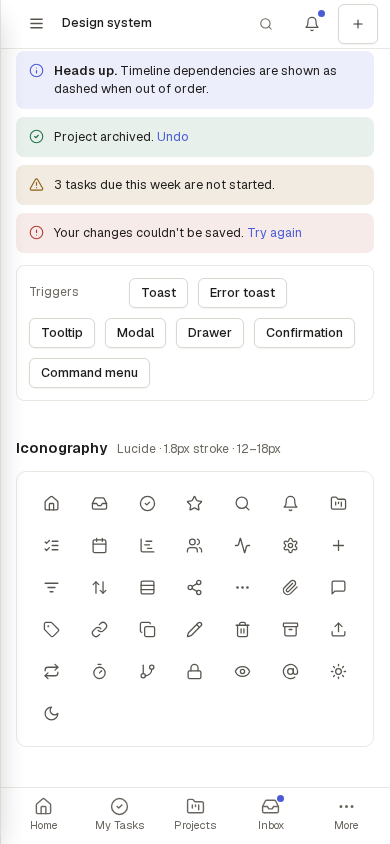 Design system
Heads up. Timeline dependencies are shown as
dashed when out of order.
Project archived. Undo
3 tasks due this week are not started.
Your changes couldn't be saved. Try again
Triggers
Toast
Error toast
Tooltip
Modal
Drawer
Confirmation
Command menu
Iconography Lucide · 1.8px stroke · 12–18px
Home
My Tasks
Projects
Inbox
More